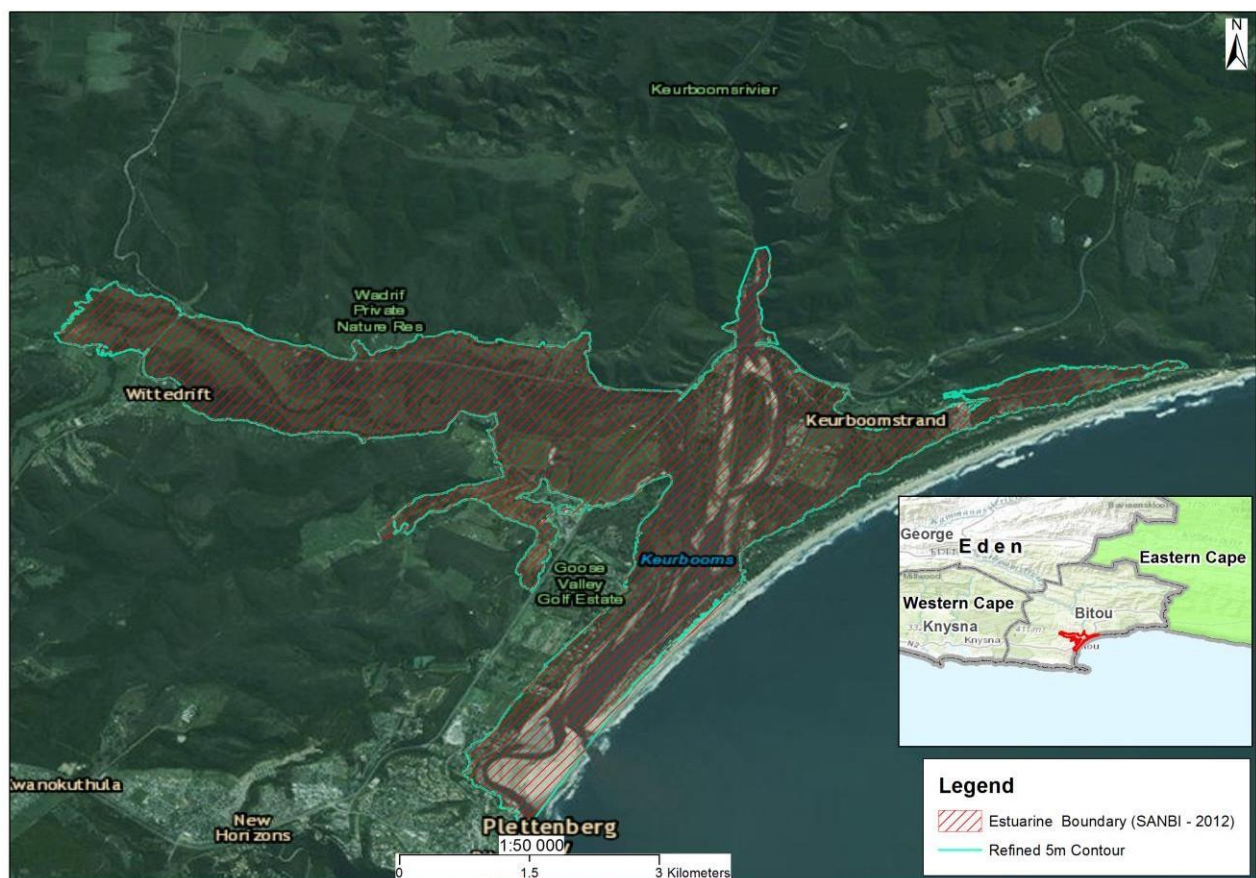 N
Keurboomsrivier
Wadrif
Private
Nature Res
Wittedrift
Keurboomstrand
Keurbooms
Goose
Valley
Golf Estate
Kwanokuthula
New
Horizons
Plettenberg
1:50 000
0 1.5 3 Kilometers
George
Eden
Eastern Cape
Western Cape
Bitou
Knysna
Knysna
N2
Legend
Estuarine Boundary (SANBI - 2012)
Refined 5m Contour